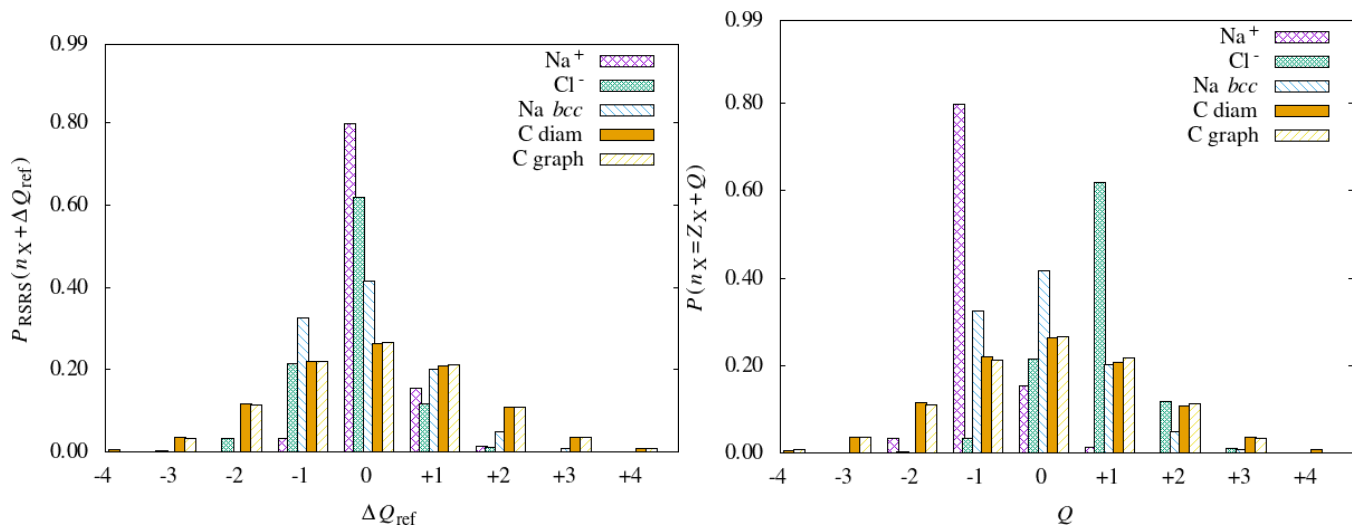 0.99
0.80
0.60
0.40
0.20
0.00
P_RSRS(n_X+ΔQ_ref)
Na⁺
Cl⁻
Na bcc
C diam
C graph
-4 -3 -2 -1 0 +1 +2 +3 +4
ΔQ_ref
0.99
0.80
0.60
0.40
0.20
0.00
P(n_X=Z_X+Q)
Na⁺
Cl⁻
Na bcc
C diam
C graph
-4 -3 -2 -1 0 +1 +2 +3 +4
Q